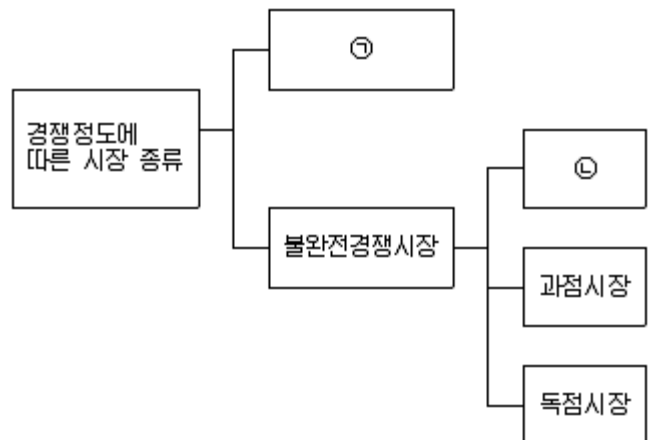 ㉠
경쟁정도에
따른 시장 종류
㉡
불완전경쟁시장
과점시장
독점시장